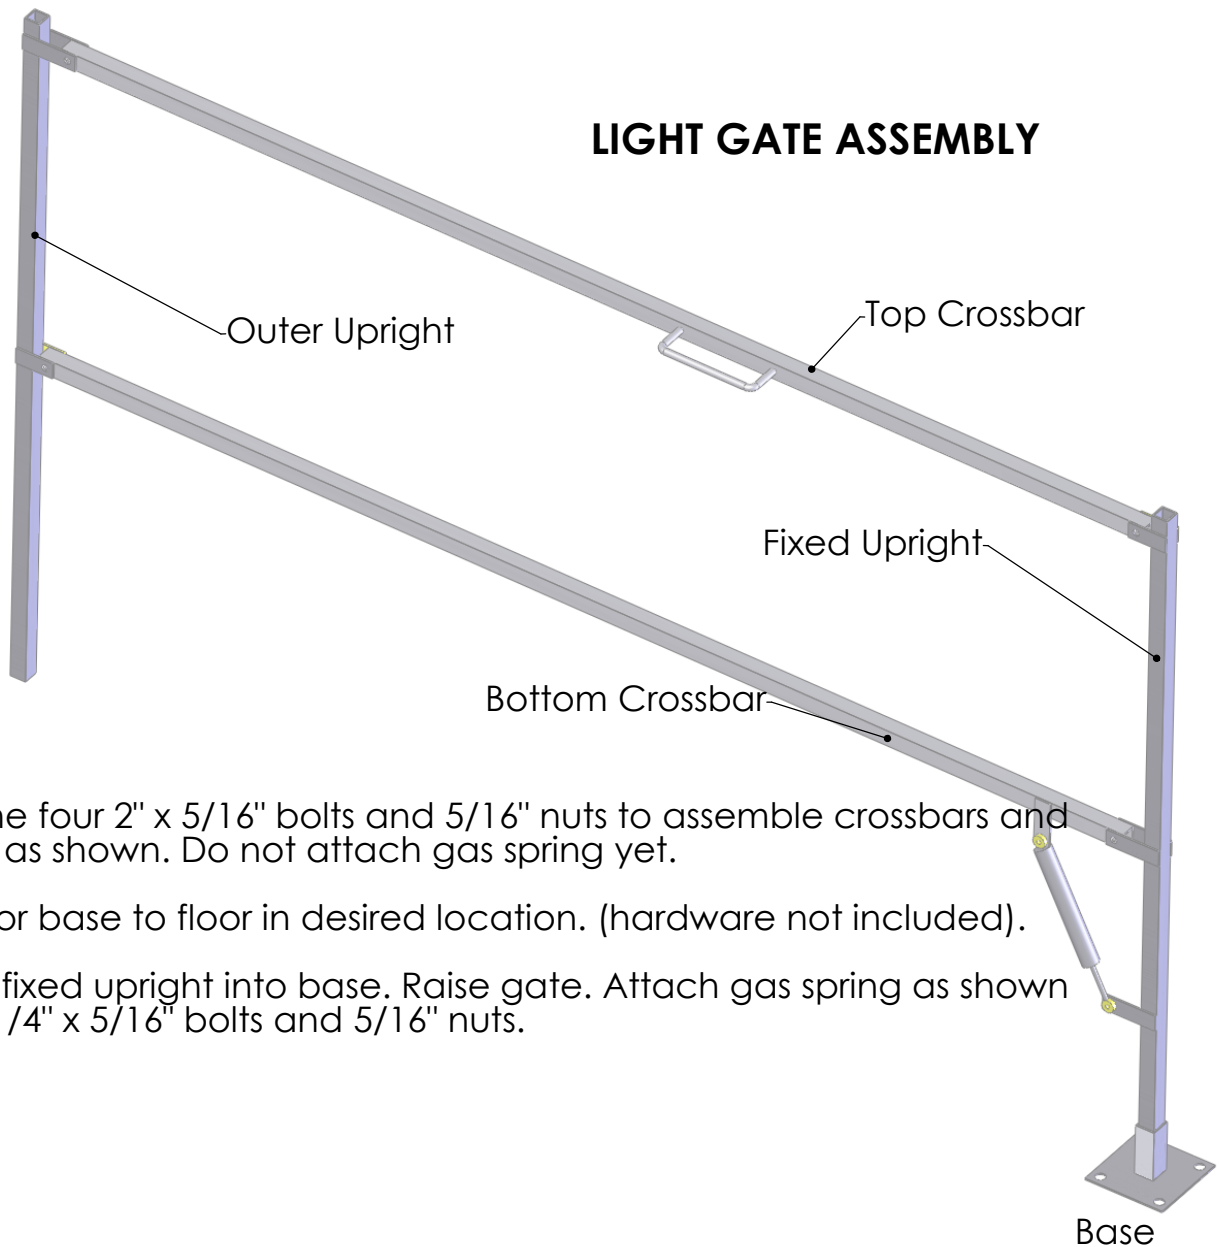 LIGHT GATE ASSEMBLY
Outer Upright
Top Crossbar
Fixed Upright
Bottom Crossbar
four 2" x 5/16" bolts and 5/16" nuts to assemble crossbars and
as shown. Do not attach gas spring yet.
base to floor in desired location. (hardware not included).
fixed upright into base. Raise gate. Attach gas spring as shown
/4" x 5/16" bolts and 5/16" nuts.
Base